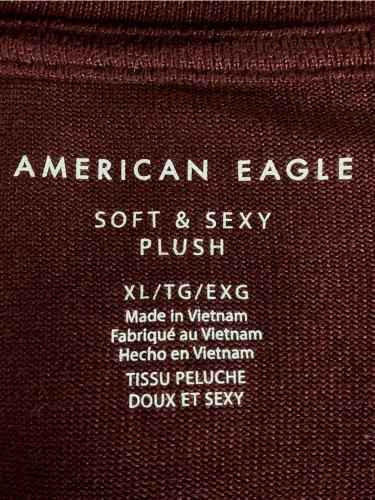 AMERICAN EAGLE
SOFT & SEXY
PLUSH
XL/TG/EXG
Made in Vietnam
Fabriqué au Vietnam
Hecho en Vietnam
TISSU PELUCHE
DOUX ET SEXY